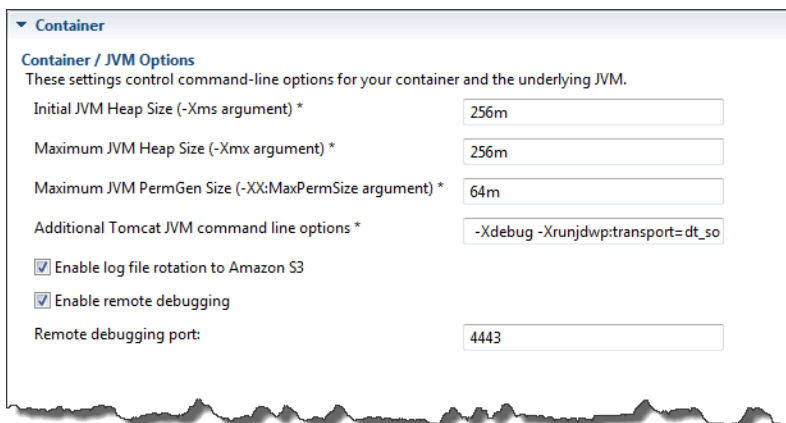 Container
Container / JVM Options
These settings control command-line options for your container and the underlying JVM.
Initial JVM Heap Size (-Xms argument) * 256m
Maximum JVM Heap Size (-Xmx argument) * 256m
Maximum JVM PermGen Size (-XX:MaxPermSize argument) * 64m
Additional Tomcat JVM command line options * -Xdebug -Xrunjdwp:transport=dt_so
Enable log file rotation to Amazon S3
Enable remote debugging
Remote debugging port: 4443